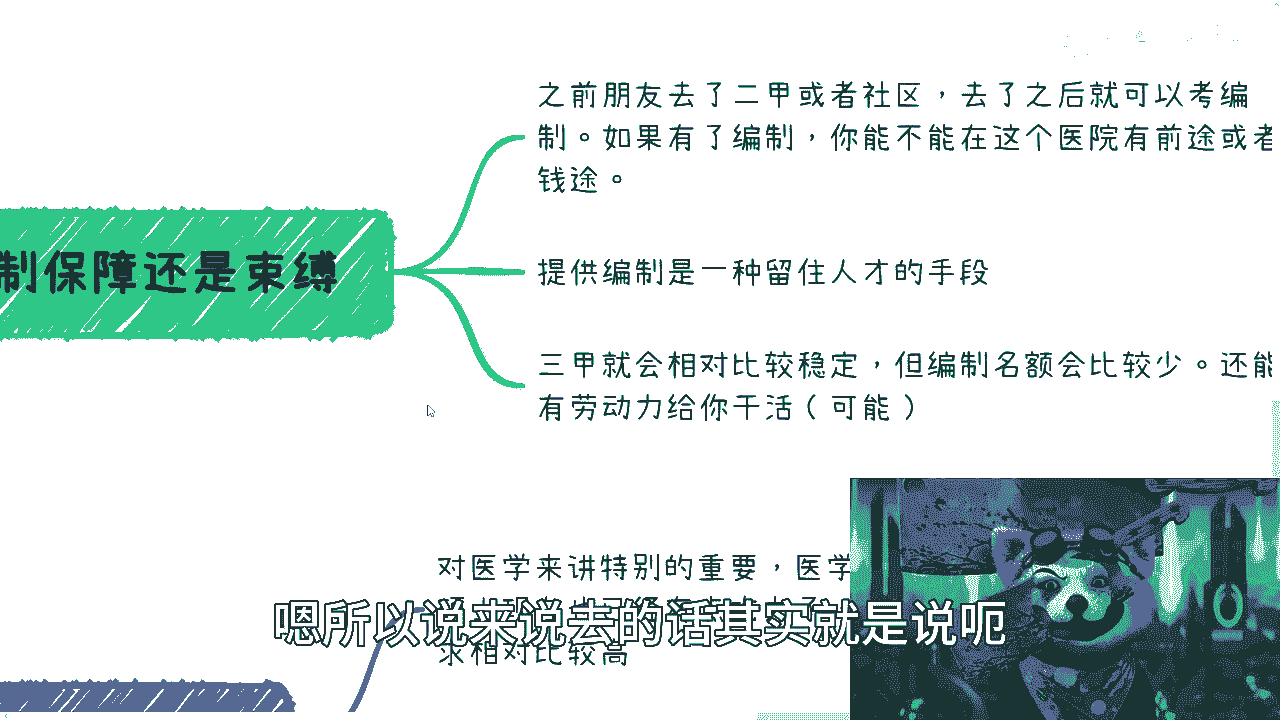 之前朋友去了二甲或者社区，去了之后就可以考编
制。如果有了编制，你能不能在这个医院有前途或者
钱途。
制保障还是束缚
提供编制是一种留住人才的手段
三甲就会相对比较稳定，但编制名额会比较少。还能
有劳动力给你干活（可能）
对医学来讲特别的重要，医学
嗯所以说来说去的话其实就是说呃
求相对比较高